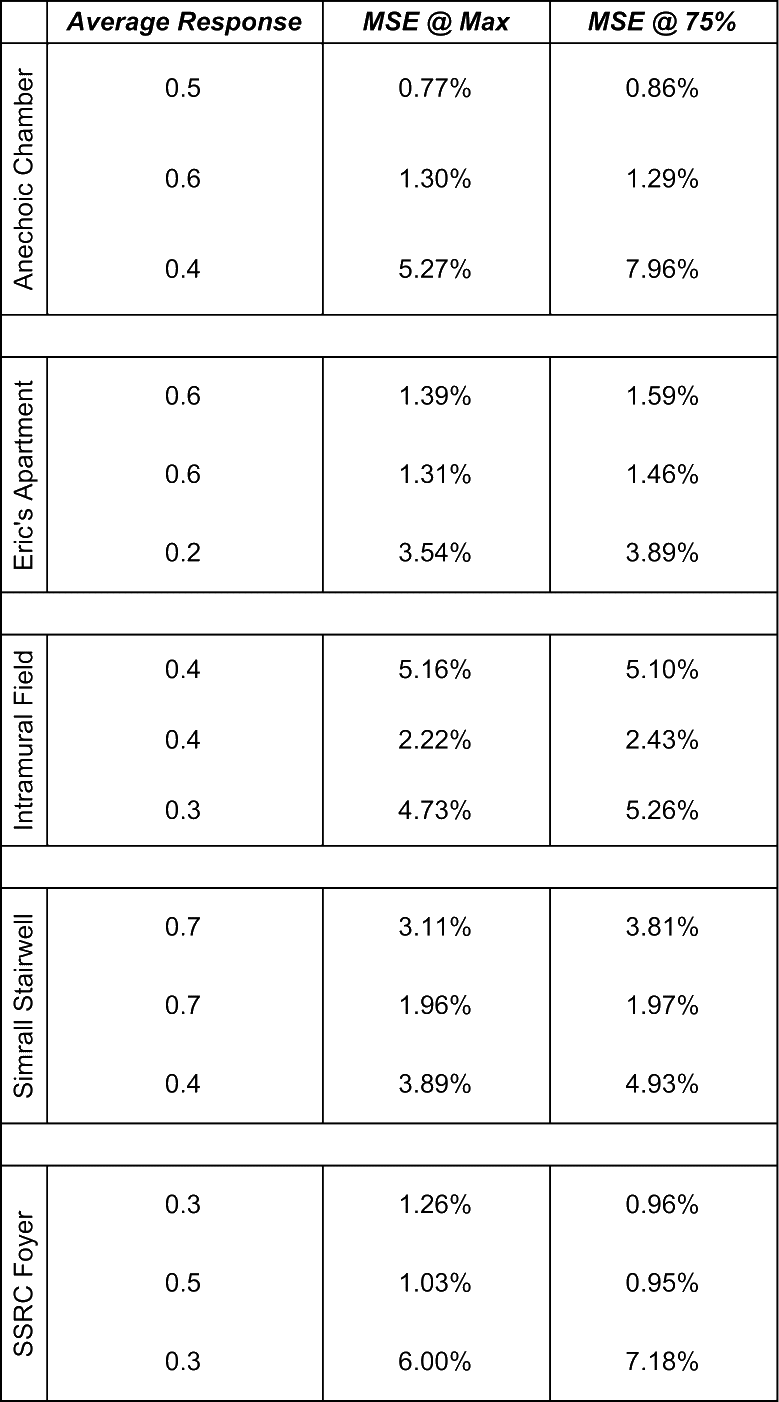 Average Response MSE @ Max MSE @ 75%
Anechoic Chamber
0.5 0.77% 0.86%
0.6 1.30% 1.29%
0.4 5.27% 7.96%
Eric's Apartment
0.6 1.39% 1.59%
0.6 1.31% 1.46%
0.2 3.54% 3.89%
Intramural Field
0.4 5.16% 5.10%
0.4 2.22% 2.43%
0.3 4.73% 5.26%
Simrall Stairwell
0.7 3.11% 3.81%
0.7 1.96% 1.97%
0.4 3.89% 4.93%
SSRC Foyer
0.3 1.26% 0.96%
0.5 1.03% 0.95%
0.3 6.00% 7.18%